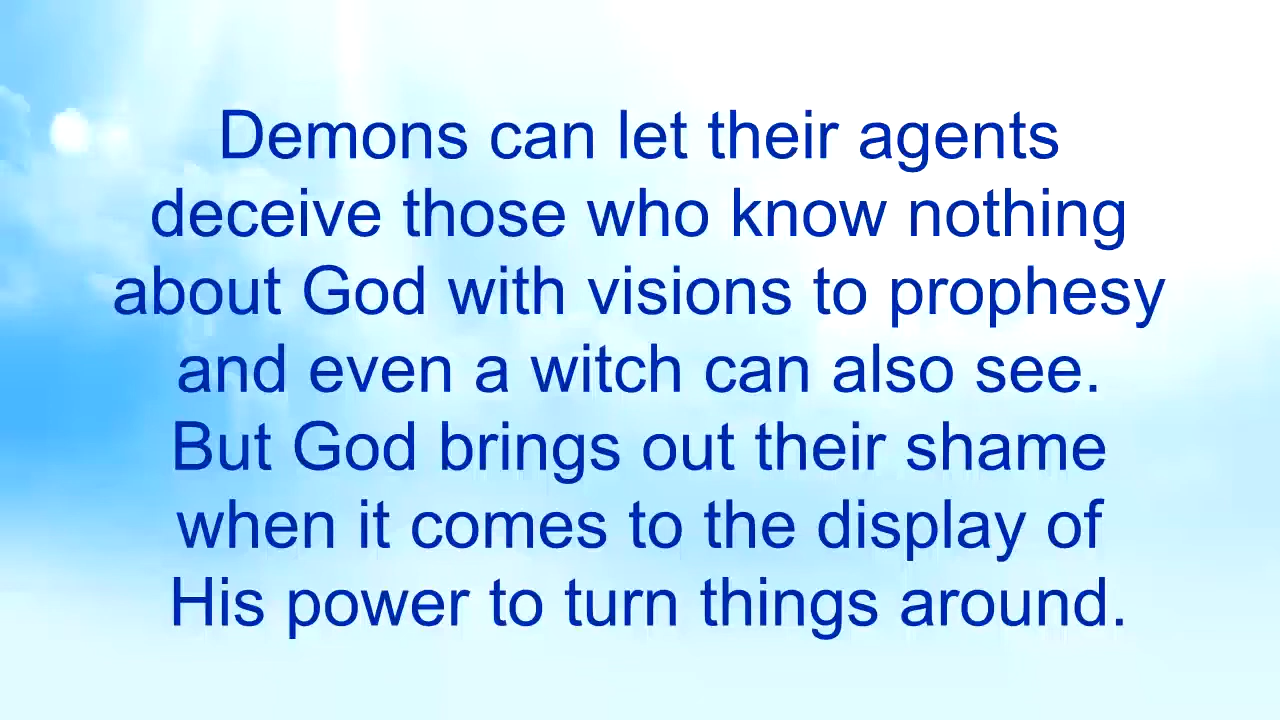 Demons can let their agents
deceive those who know nothing
about God with visions to prophesy
and even a witch can also see.
But God brings out their shame
when it comes to the display of
His power to turn things around.